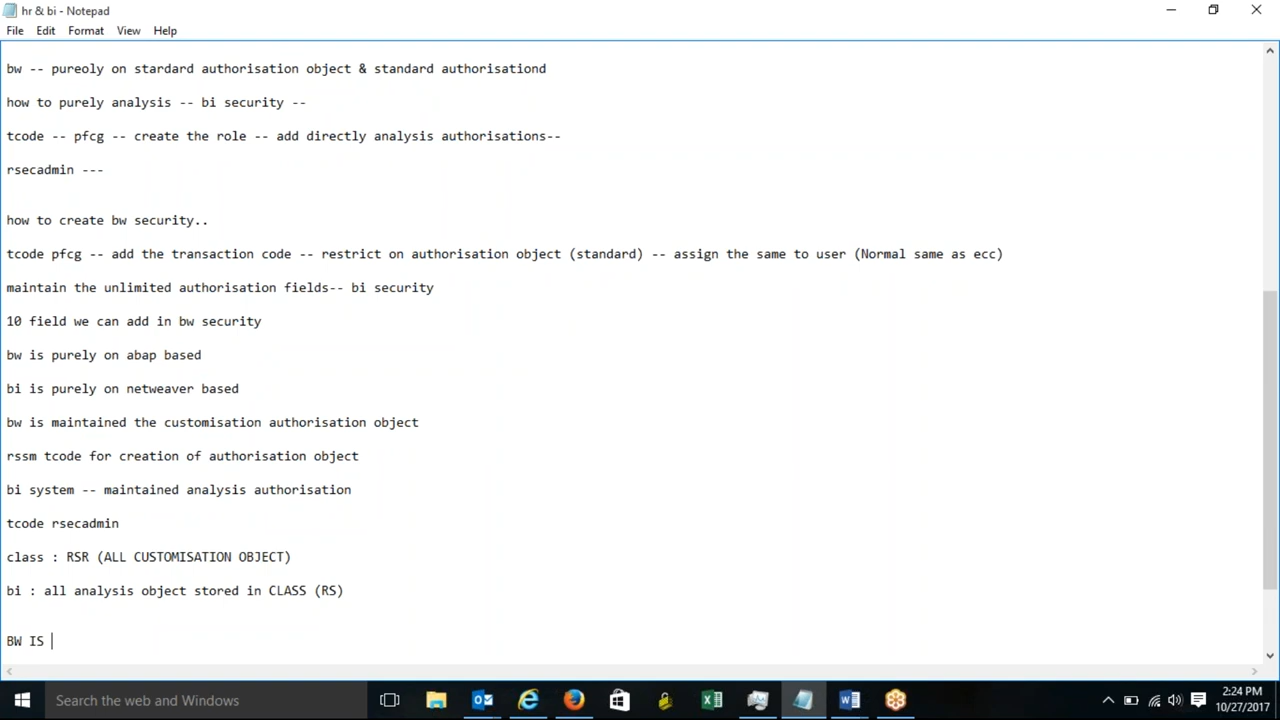 hr & bi - Notepad
File Edit Format View Help
bw -- pureoly on stardard authorisation object & standard authorisationd
how to purely analysis -- bi security --
tcode -- pfcg -- create the role -- add directly analysis authorisations--
rsecadmin ---
how to create bw security..
tcode pfcg -- add the transaction code -- restrict on authorisation object (standard) -- assign the same to user (Normal same as ecc)
maintain the unlimited authorisation fields-- bi security
10 field we can add in bw security
bw is purely on abap based
bi is purely on netweaver based
bw is maintained the customisation authorisation object
rssm tcode for creation of authorisation object
bi system -- maintained analysis authorisation
tcode rsecadmin
class : RSR (ALL CUSTOMISATION OBJECT)
bi : all analysis object stored in CLASS (RS)
BW IS
Search the web and Windows
2:24 PM
10/27/2017